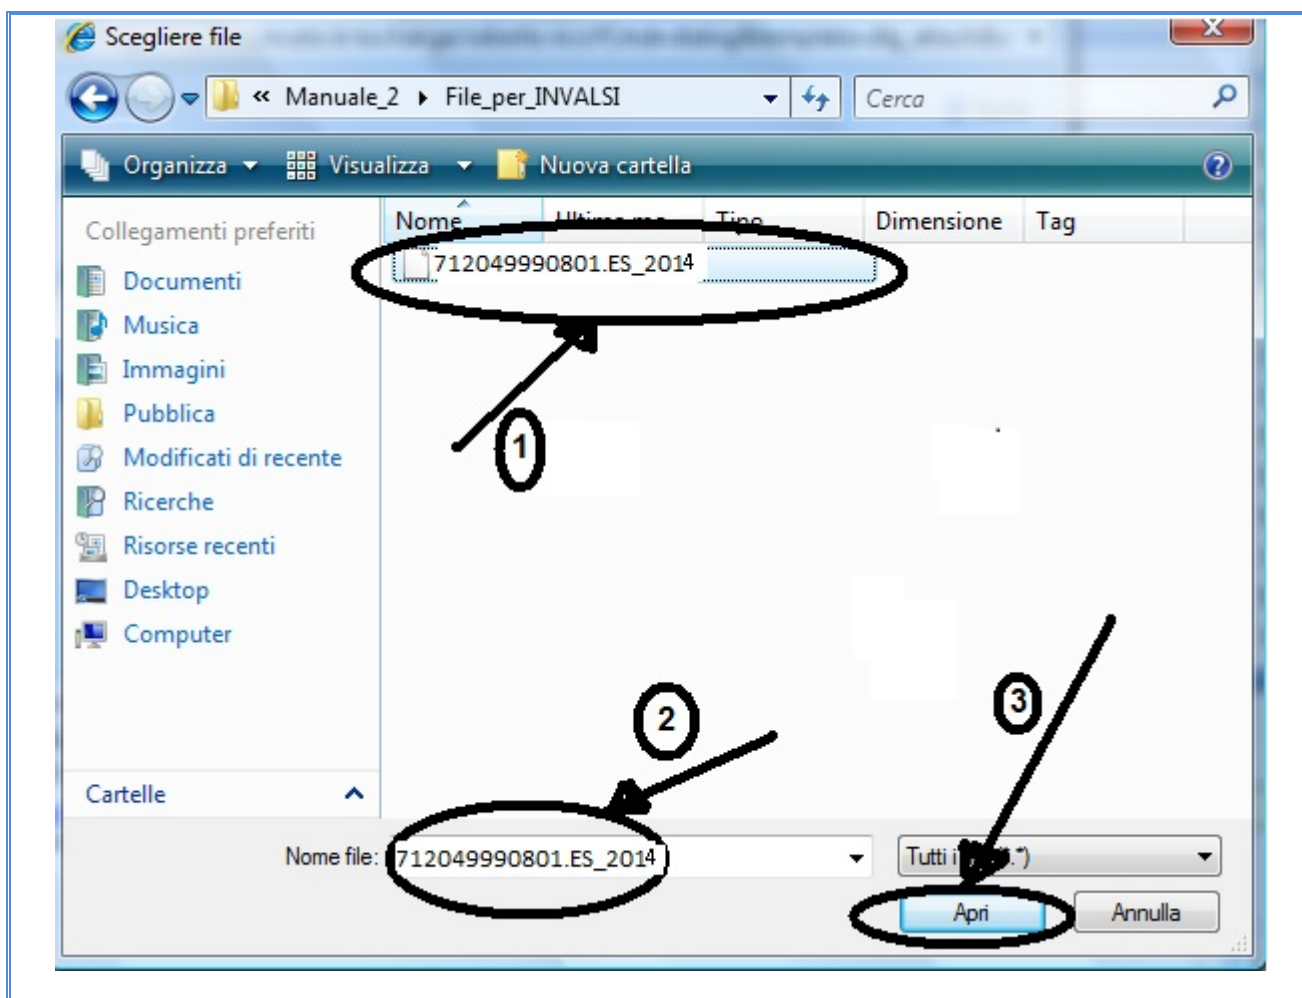 Scegliere file
« Manuale_2 ▸ File_per_INVALSI
Cerca
Organizza
Visualizza
Nuova cartella
Collegamenti preferiti
Nome
Tipo
Dimensione
Tag
712049990801.ES_2014
Documenti
Musica
Immagini
Pubblica
Modificati di recente
Ricerche
Risorse recenti
Desktop
Computer
1
2
3
Cartelle
Nome file:
712049990801.ES_2014
Tutti i
Apri
Annulla